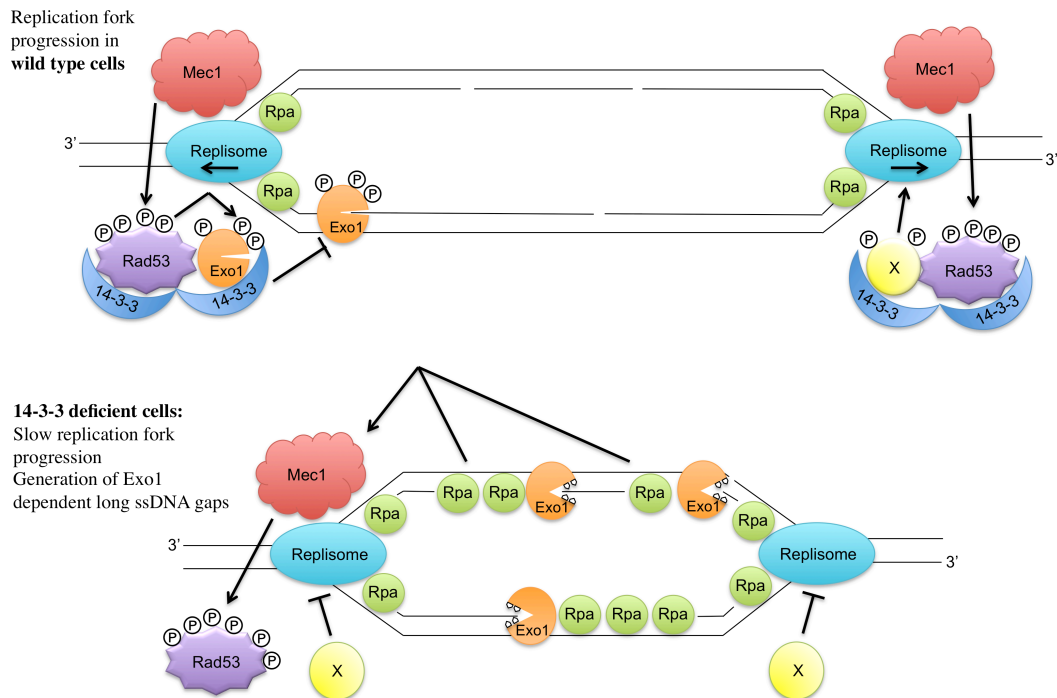 Replication fork
progression in
wild type cells
Mec1
Mec1
Rpa
Rpa
3’
Replisome
Replisome
3’
Rpa
Rpa
P P P
P P P P P P
Exo1
P P P P P P
Rad53
Exo1
X
Rad53
14-3-3
14-3-3
14-3-3
14-3-3
14-3-3 deficient cells:
Slow replication fork
progression
Generation of Exo1
dependent long ssDNA gaps
Mec1
Rpa
Rpa
Exo1
Rpa
Exo1
Rpa
Rpa
3’
Replisome
Replisome
3’
Rpa
Rpa
Exo1
Rpa
Rpa
Rpa
P P P P P P
Rad53
X
X